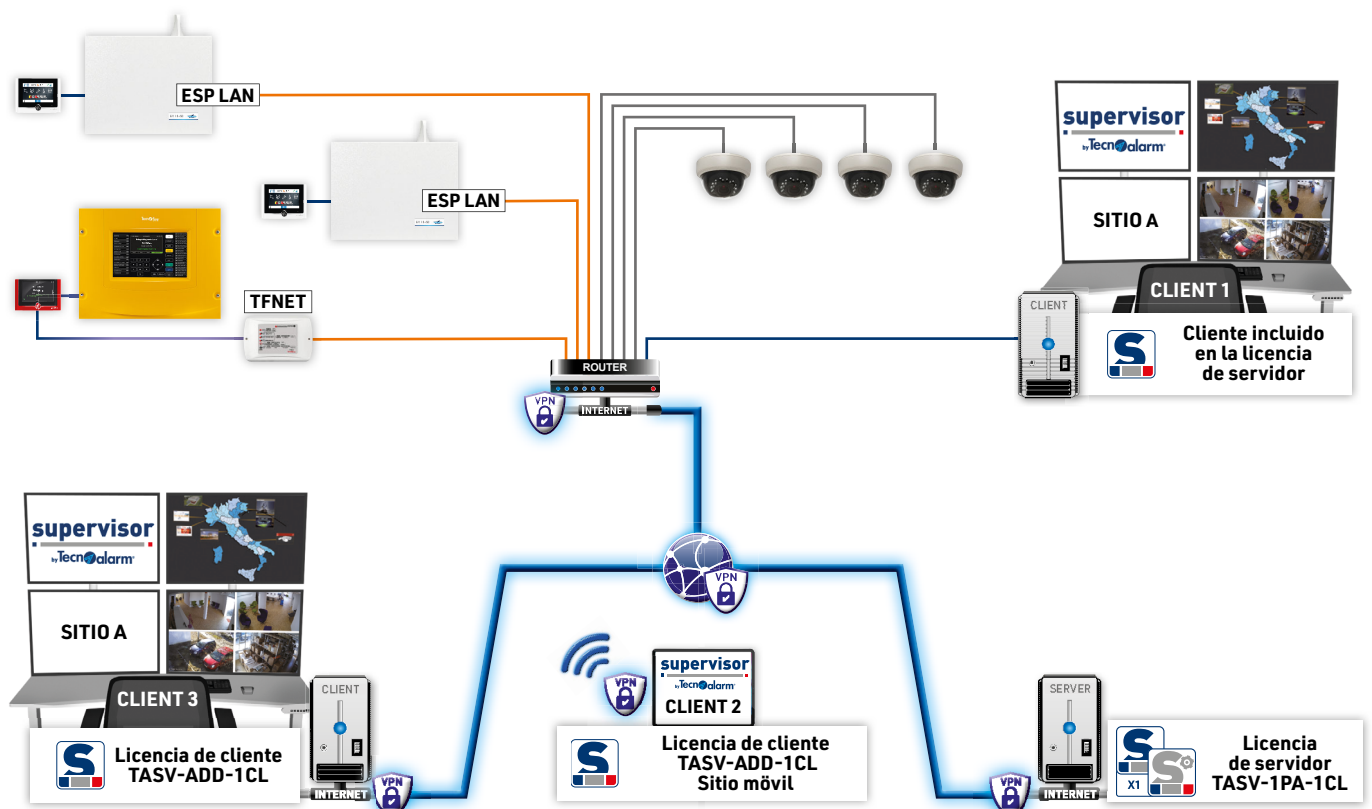 ESP LAN
ESP LAN
TFNET
ROUTER
VPN
INTERNET
supervisor
by Tecnoalarm
SITIO A
CLIENT 1
CLIENT
S
Cliente incluido
en la licencia
de servidor
VPN
supervisor
by Tecnoalarm
SITIO A
CLIENT 3
CLIENT
S
Licencia de cliente
TASV-ADD-1CL
INTERNET
VPN
VPN
supervisor
by Tecnoalarm
CLIENT 2
S
Licencia de cliente
TASV-ADD-1CL
Sitio mövil
SERVER
VPN
INTERNET
S
X1
S
Licencia
de servidor
TASV-1PA-1CL